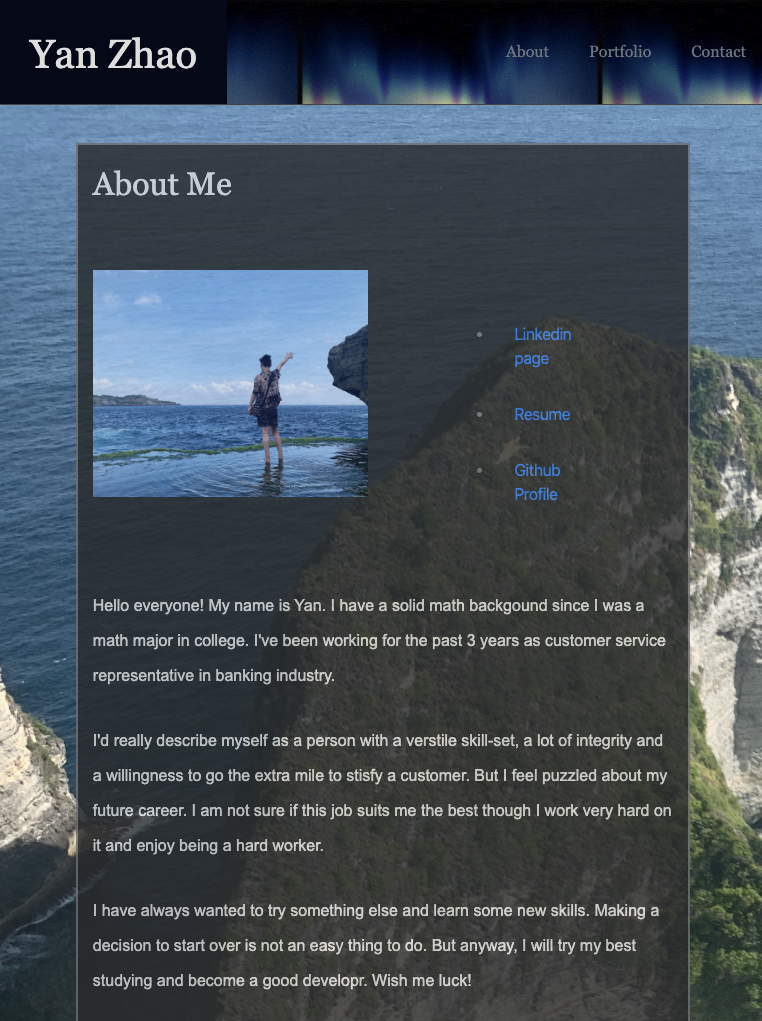 Yan Zhao
About
Portfolio
Contact
About Me
Linkedin
page
Resume
Github
Profile
Hello everyone! My name is Yan. I have a solid math backgound since I was a
math major in college. I've been working for the past 3 years as customer service
representative in banking industry.
I'd really describe myself as a person with a verstile skill-set, a lot of integrity and
a willingness to go the extra mile to stisfy a customer. But I feel puzzled about my
future career. I am not sure if this job suits me the best though I work very hard on
it and enjoy being a hard worker.
I have always wanted to try something else and learn some new skills. Making a
decision to start over is not an easy thing to do. But anyway, I will try my best
studying and become a good developr. Wish me luck!